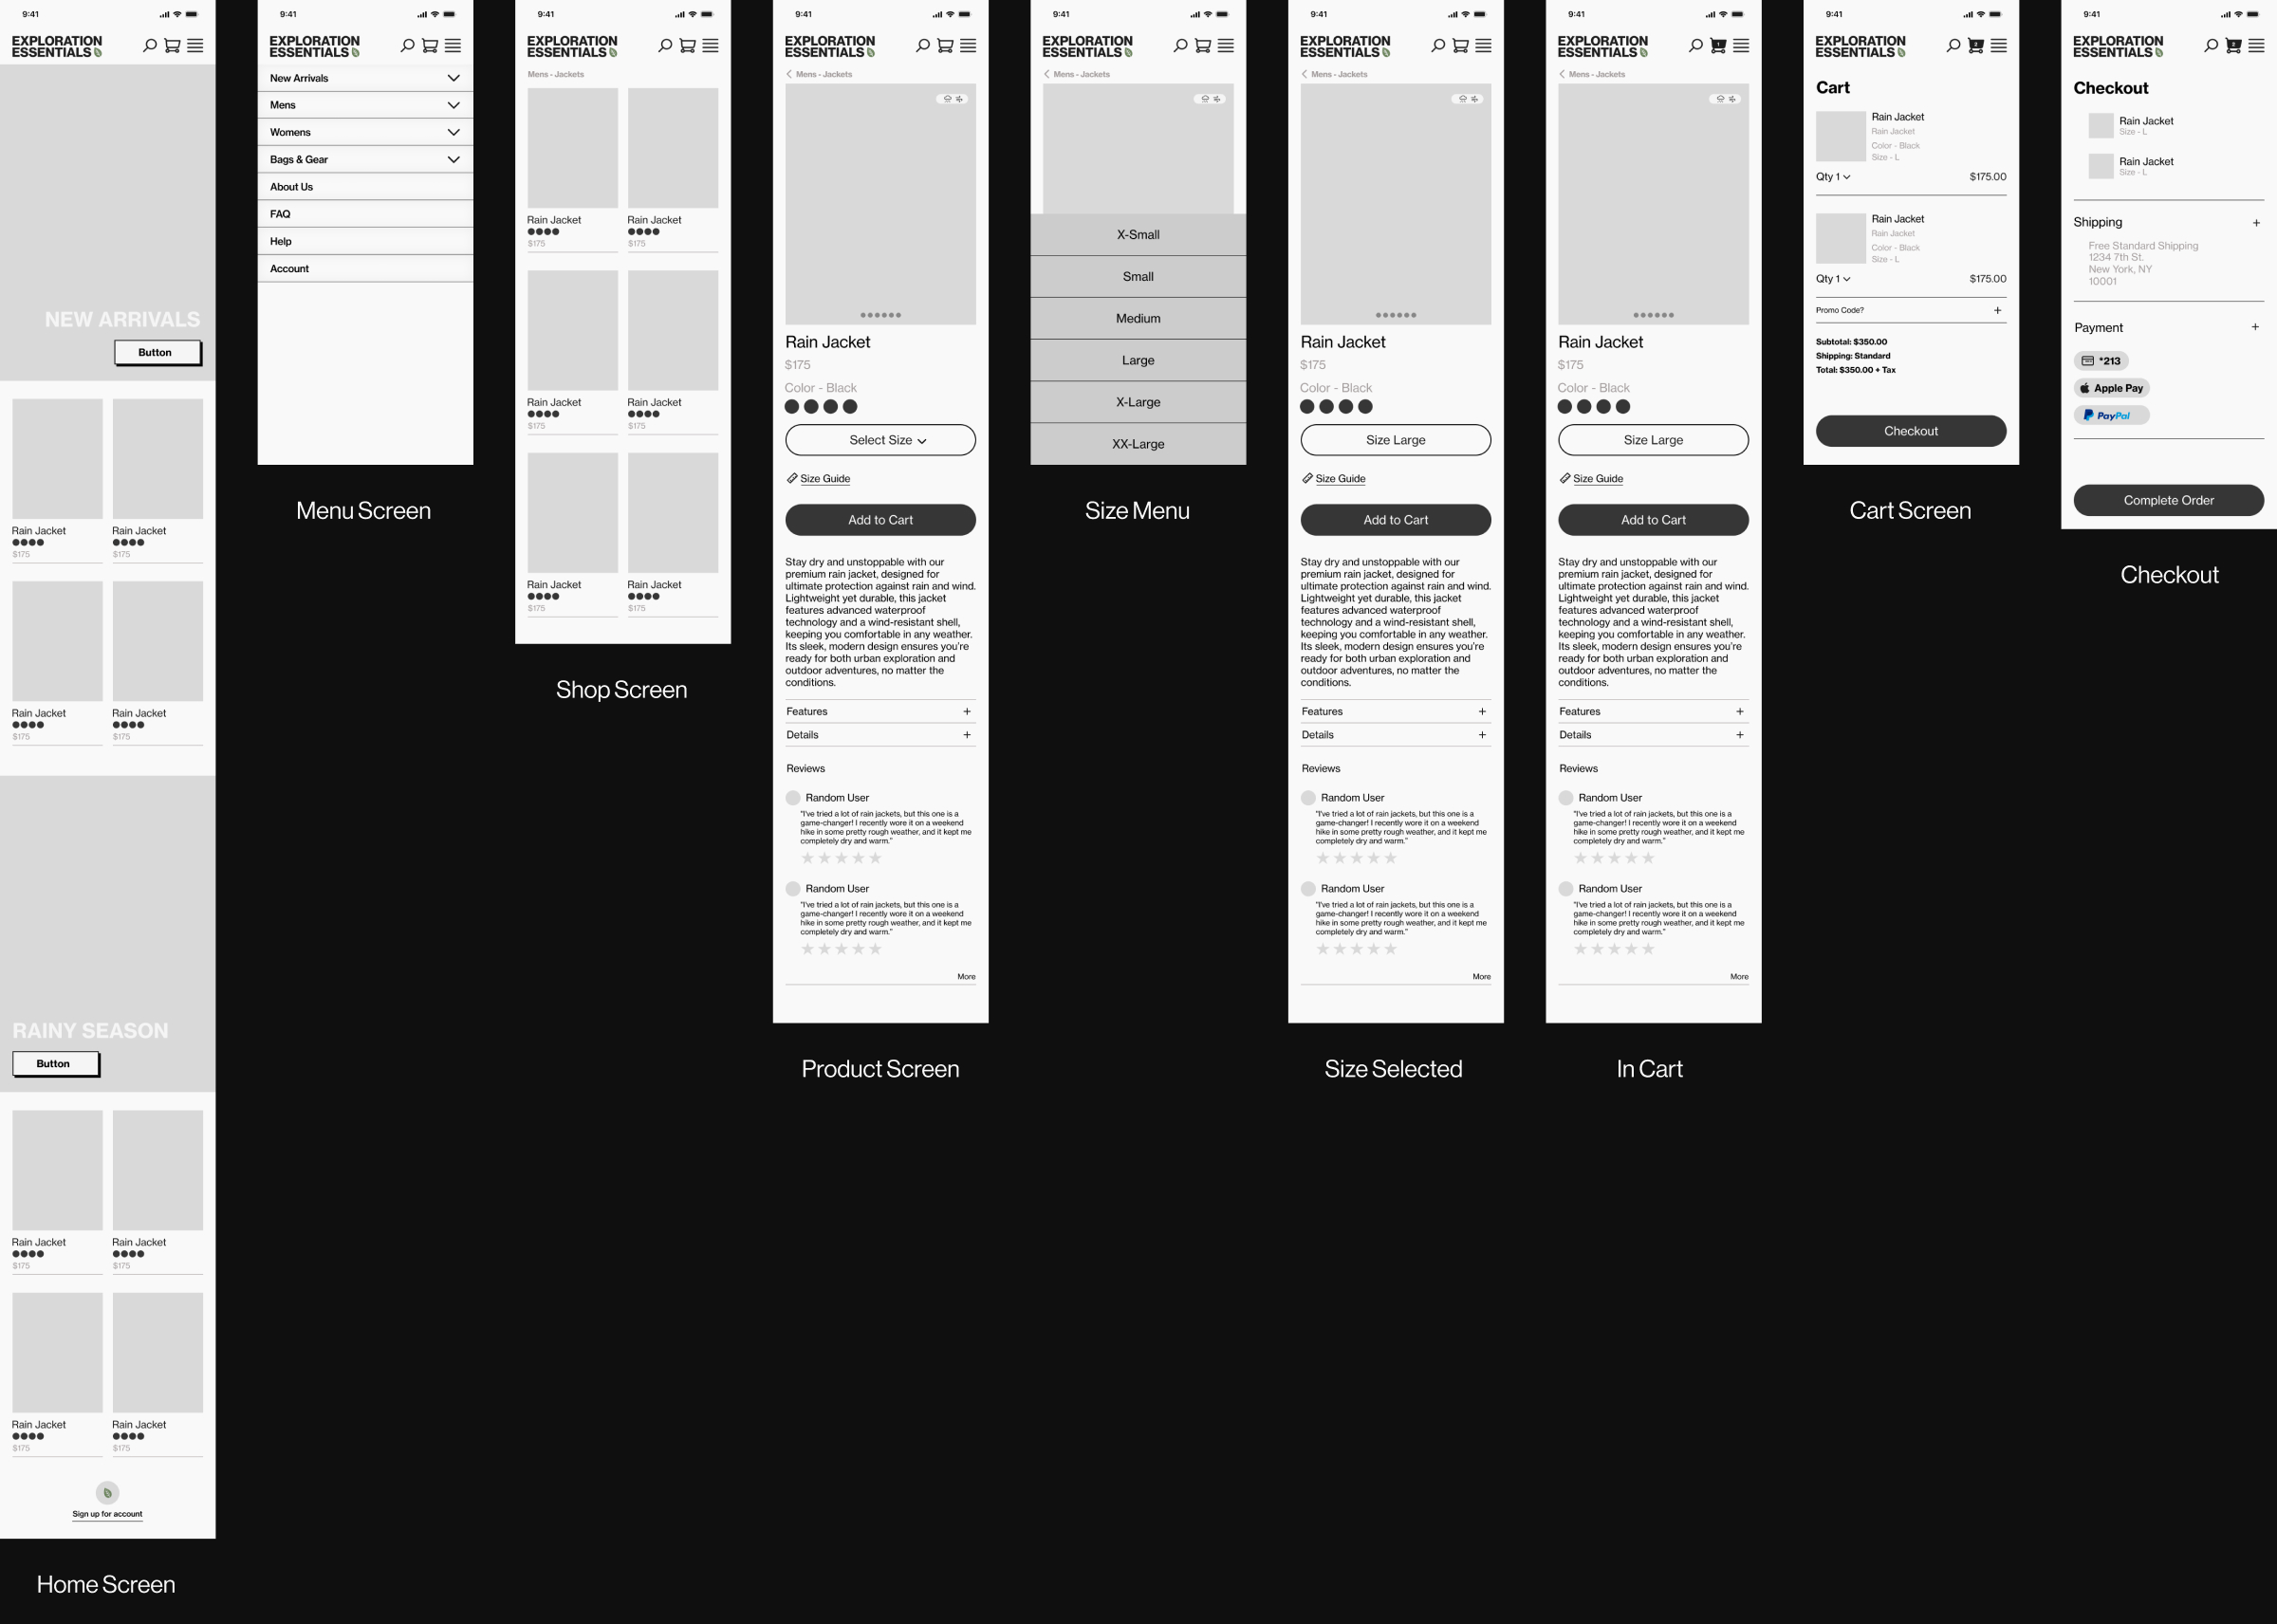 9:41
EXPLORATION
ESSENTIALS
NEW ARRIVALS
Button
Rain Jacket
$175
Rain Jacket
$175
Rain Jacket
$175
Rain Jacket
$175
RAINY SEASON
Button
Rain Jacket
$175
Rain Jacket
$175
Rain Jacket
$175
Rain Jacket
$175
Sign up for account
Home Screen
9:41
EXPLORATION
ESSENTIALS
New Arrivals
Mens
Womens
Bags & Gear
About Us
FAQ
Help
Account
Menu Screen
9:41
EXPLORATION
ESSENTIALS
Mens - Jackets
Rain Jacket
$175
Rain Jacket
$175
Rain Jacket
$175
Rain Jacket
$175
Rain Jacket
$175
Rain Jacket
$175
Shop Screen
9:41
EXPLORATION
ESSENTIALS
Mens - Jackets
Rain Jacket
$175
Color - Black
Select Size
Size Guide
Add to Cart
Stay dry and unstoppable with our
premium rain jacket, designed for
ultimate protection against rain and wind.
Lightweight yet durable, this jacket
features advanced waterproof
technology and a wind-resistant shell,
keeping you comfortable in any weather.
Its sleek, modern design ensures you're
ready for both urban exploration and
outdoor adventures, no matter the
conditions.
Features
Details
Reviews
Random User
"I've tried a lot of rain jackets, but this one is a
game-changer! I recently wore it on a weekend
hike in some pretty rough weather, and it kept me
completely dry and warm."
Random User
"I've tried a lot of rain jackets, but this one is a
game-changer! I recently wore it on a weekend
hike in some pretty rough weather, and it kept me
completely dry and warm."
More
Product Screen
9:41
EXPLORATION
ESSENTIALS
Mens - Jackets
X-Small
Small
Medium
Large
X-Large
XX-Large
Size Menu
9:41
EXPLORATION
ESSENTIALS
Mens - Jackets
Rain Jacket
$175
Color - Black
Size Large
Size Guide
Add to Cart
Stay dry and unstoppable with our
premium rain jacket, designed for
ultimate protection against rain and wind.
Lightweight yet durable, this jacket
features advanced waterproof
technology and a wind-resistant shell,
keeping you comfortable in any weather.
Its sleek, modern design ensures you're
ready for both urban exploration and
outdoor adventures, no matter the
conditions.
Features
Details
Reviews
Random User
"I've tried a lot of rain jackets, but this one is a
game-changer! I recently wore it on a weekend
hike in some pretty rough weather, and it kept me
completely dry and warm."
Random User
"I've tried a lot of rain jackets, but this one is a
game-changer! I recently wore it on a weekend
hike in some pretty rough weather, and it kept me
completely dry and warm."
More
Size Selected
9:41
EXPLORATION
ESSENTIALS
1
Mens - Jackets
Rain Jacket
$175
Color - Black
Size Large
Size Guide
Add to Cart
Stay dry and unstoppable with our
premium rain jacket, designed for
ultimate protection against rain and wind.
Lightweight yet durable, this jacket
features advanced waterproof
technology and a wind-resistant shell,
keeping you comfortable in any weather.
Its sleek, modern design ensures you're
ready for both urban exploration and
outdoor adventures, no matter the
conditions.
Features
Details
Reviews
Random User
"I've tried a lot of rain jackets, but this one is a
game-changer! I recently wore it on a weekend
hike in some pretty rough weather, and it kept me
completely dry and warm."
Random User
"I've tried a lot of rain jackets, but this one is a
game-changer! I recently wore it on a weekend
hike in some pretty rough weather, and it kept me
completely dry and warm."
More
In Cart
9:41
EXPLORATION
ESSENTIALS
2
Cart
Rain Jacket
Rain Jacket
Color - Black
Size - L
Qty 1
$175.00
Rain Jacket
Rain Jacket
Color - Black
Size - L
Qty 1
$175.00
Promo Code?
Subtotal: $350.00
Shipping: Standard
Total: $350.00 + Tax
Checkout
Cart Screen
9:41
EXPLORATION
ESSENTIALS
2
Checkout
Rain Jacket
Size - L
Rain Jacket
Size - L
Shipping
Free Standard Shipping
1234 7th St.
New York, NY
10001
Payment
*213
Apple Pay
PayPal
Complete Order
Checkout